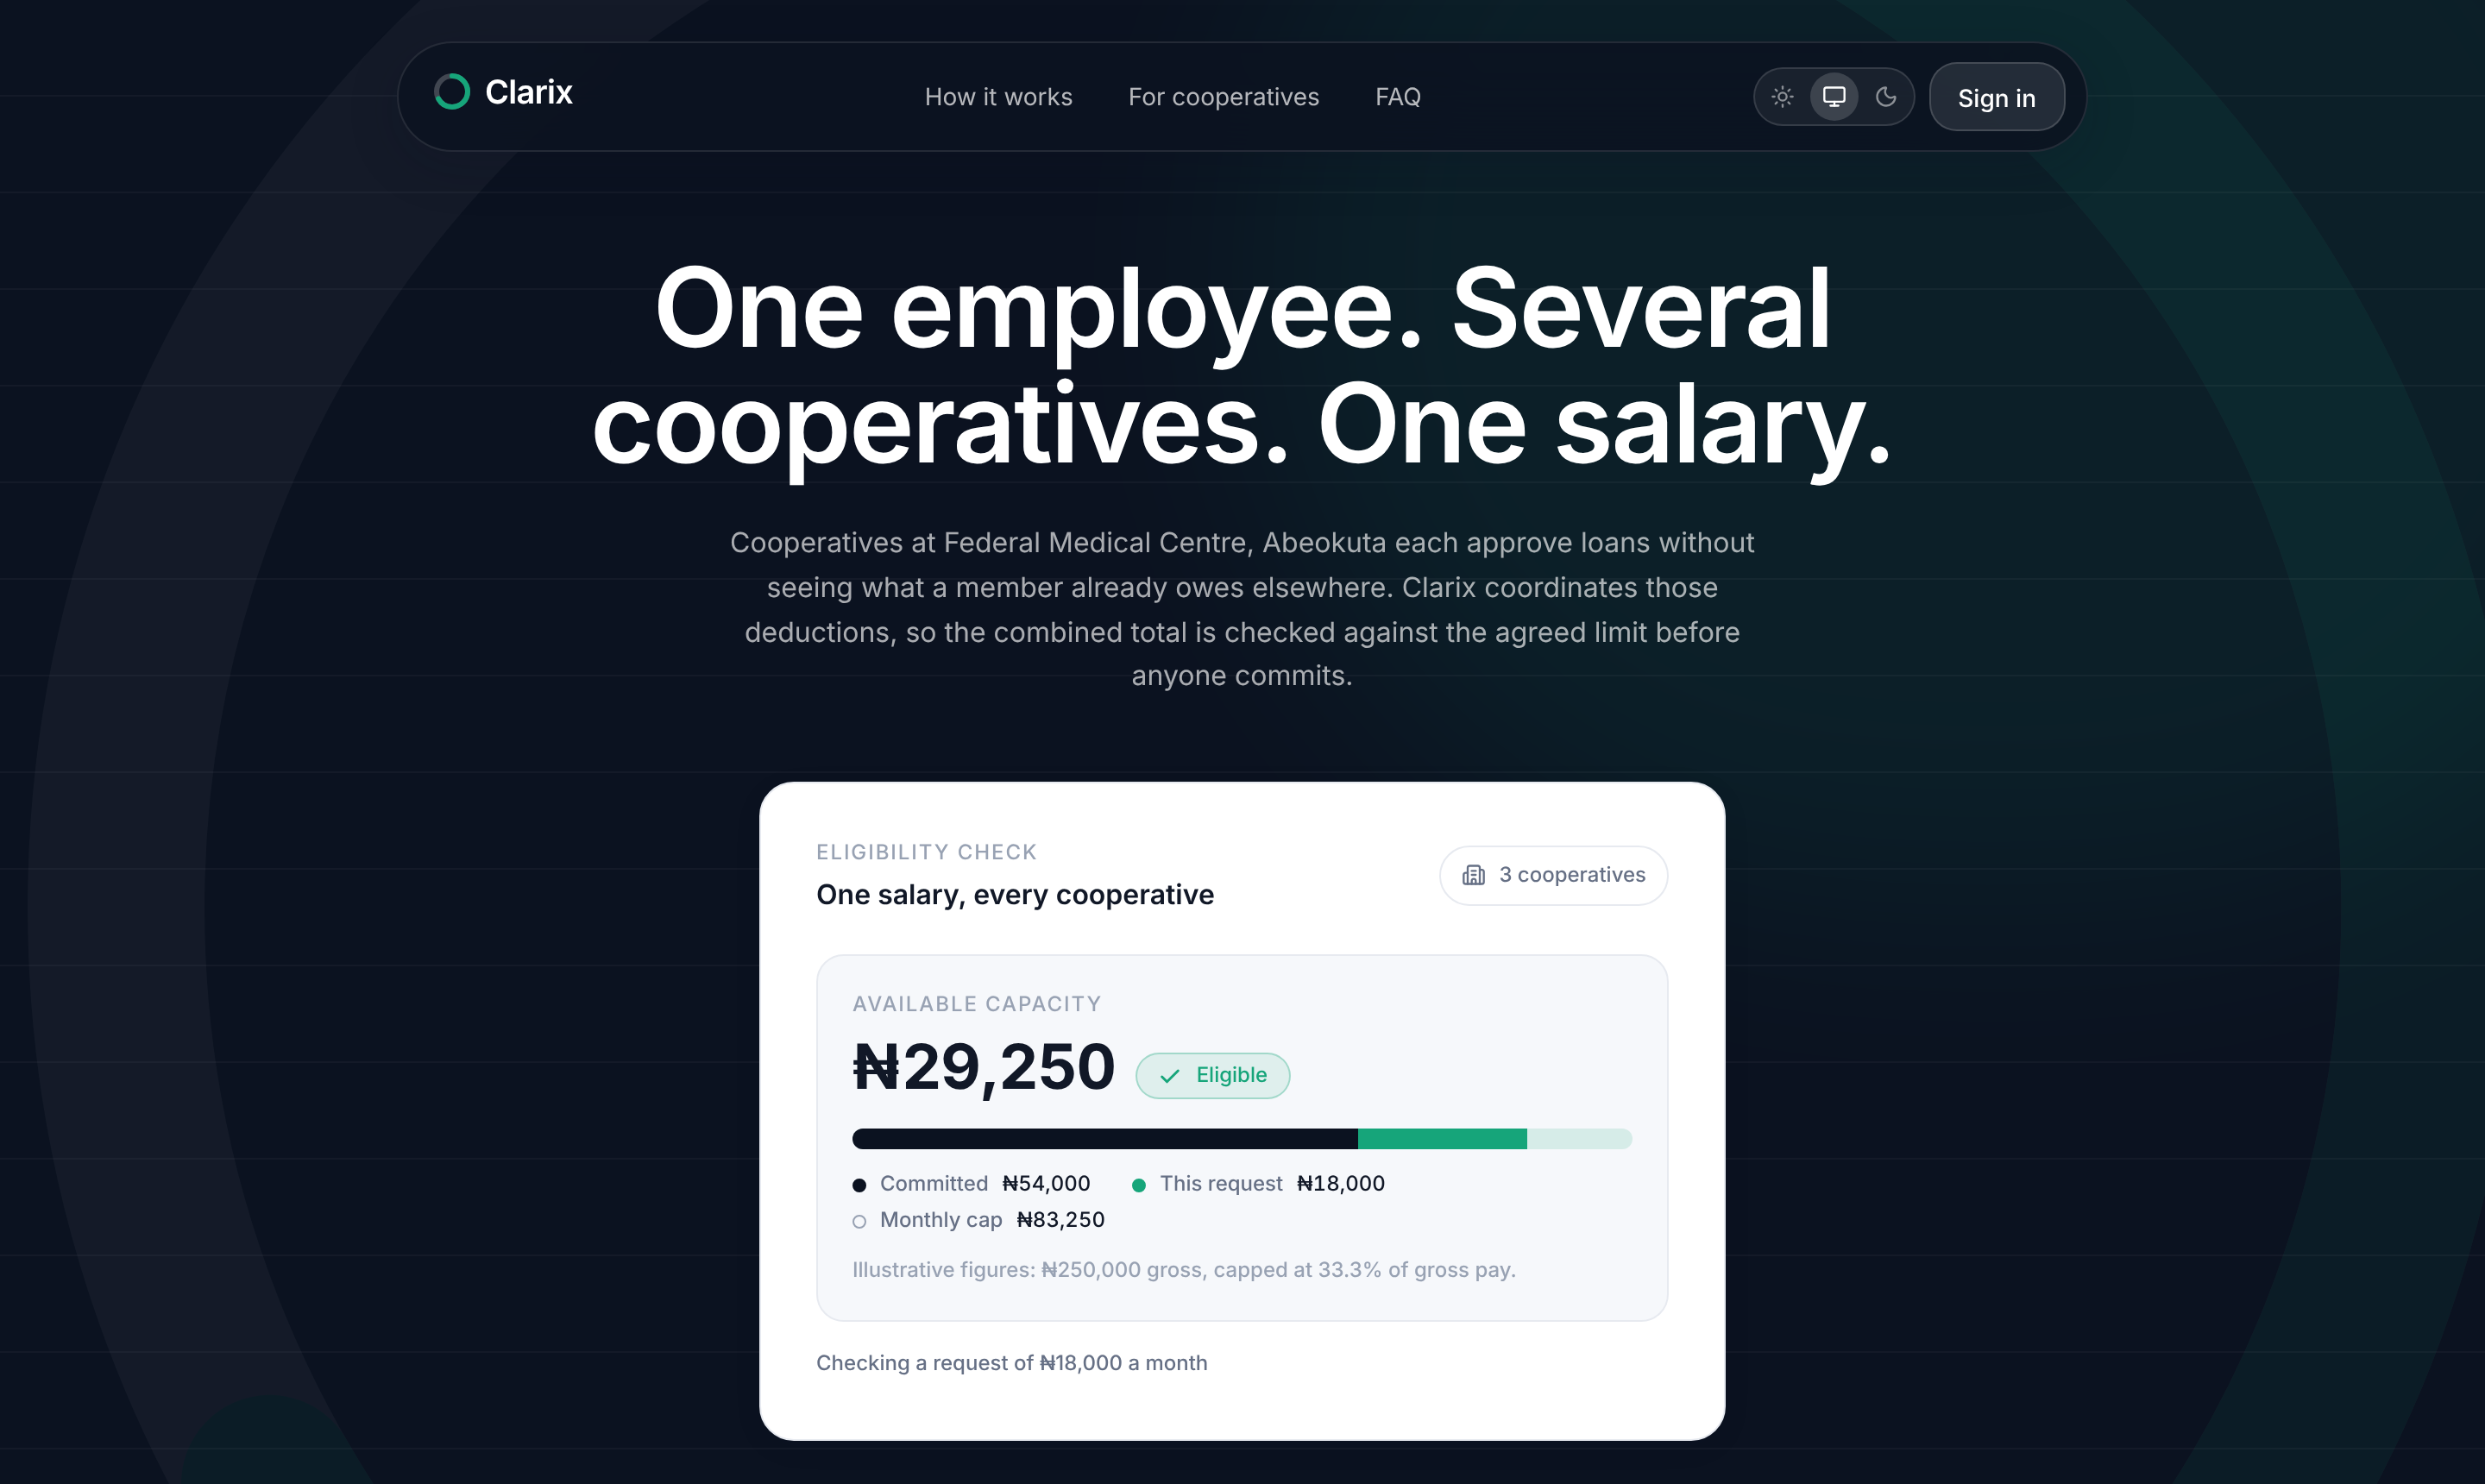 Clarix
How it works
For cooperatives
FAQ
Sign in
One employee. Several
cooperatives. One salary.
Cooperatives at Federal Medical Centre, Abeokuta each approve loans without
seeing what a member already owes elsewhere. Clarix coordinates those
deductions, so the combined total is checked against the agreed limit before
anyone commits.
ELIGIBILITY CHECK
One salary, every cooperative
3 cooperatives
AVAILABLE CAPACITY
₦29,250
Eligible
Committed ₦54,000
This request ₦18,000
Monthly cap ₦83,250
Illustrative figures: ₦250,000 gross, capped at 33.3% of gross pay.
Checking a request of ₦18,000 a month